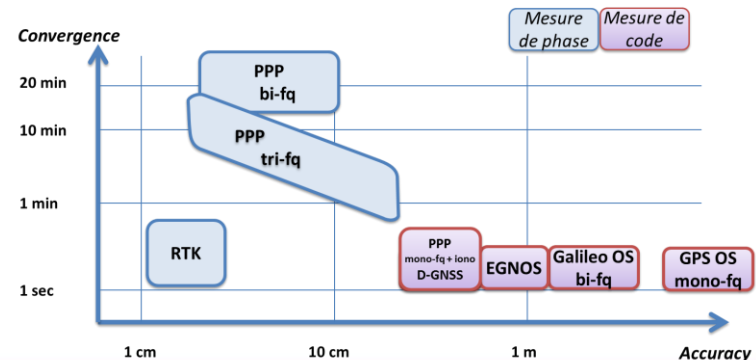 Mesure
de phase
Mesure de
code
Convergence
20 min
10 min
1 min
1 sec
PPP
bi-fq
PPP
tri-fq
RTK
PPP
mono-fq + iono
D-GNSS
EGNOS
Galileo OS
bi-fq
GPS OS
mono-fq
1 cm
10 cm
1 m
Accuracy